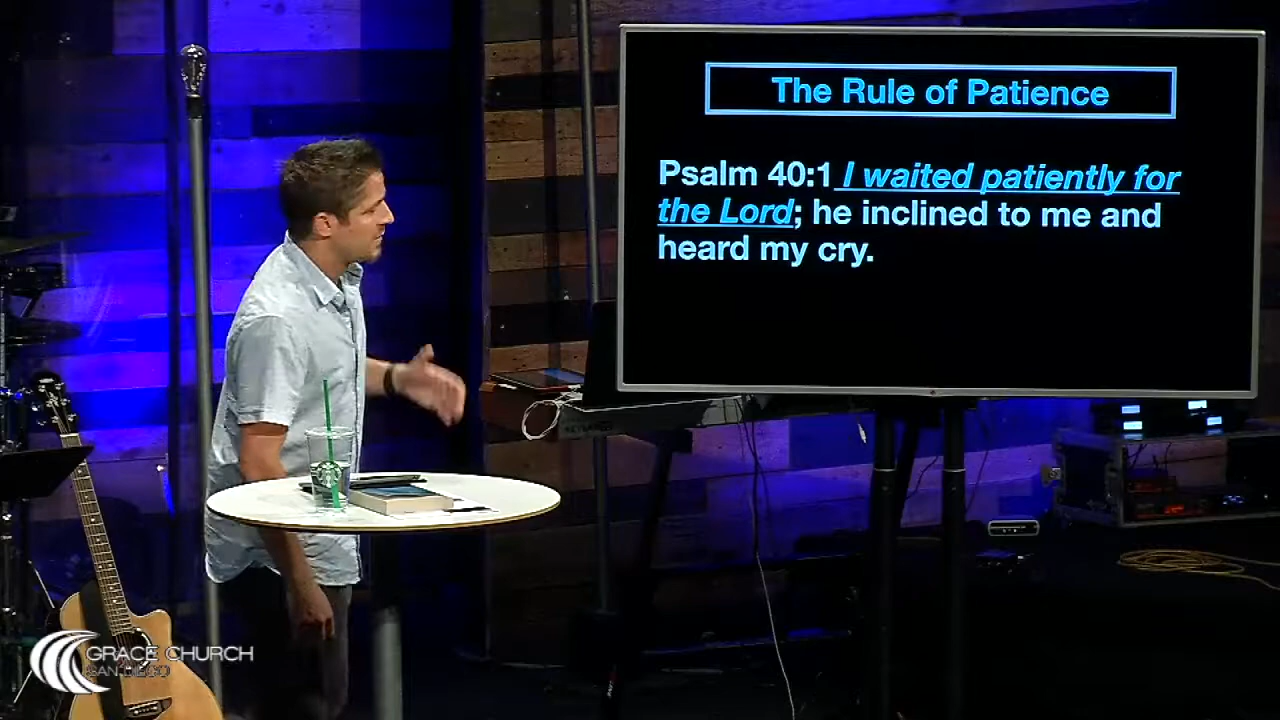 The Rule of Patience
Psalm 40:1 I waited patiently for
the Lord; he inclined to me and
heard my cry.
GRACE CHURCH
SAN DIEGO